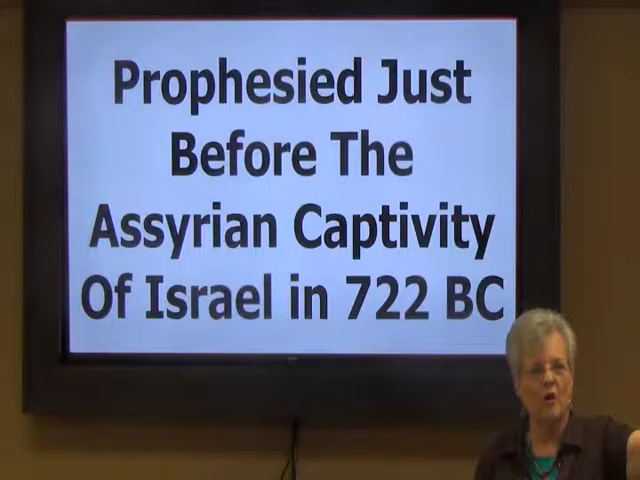 Prophesied Just
Before The
Assyrian Captivity
Of Israel in 722 BC